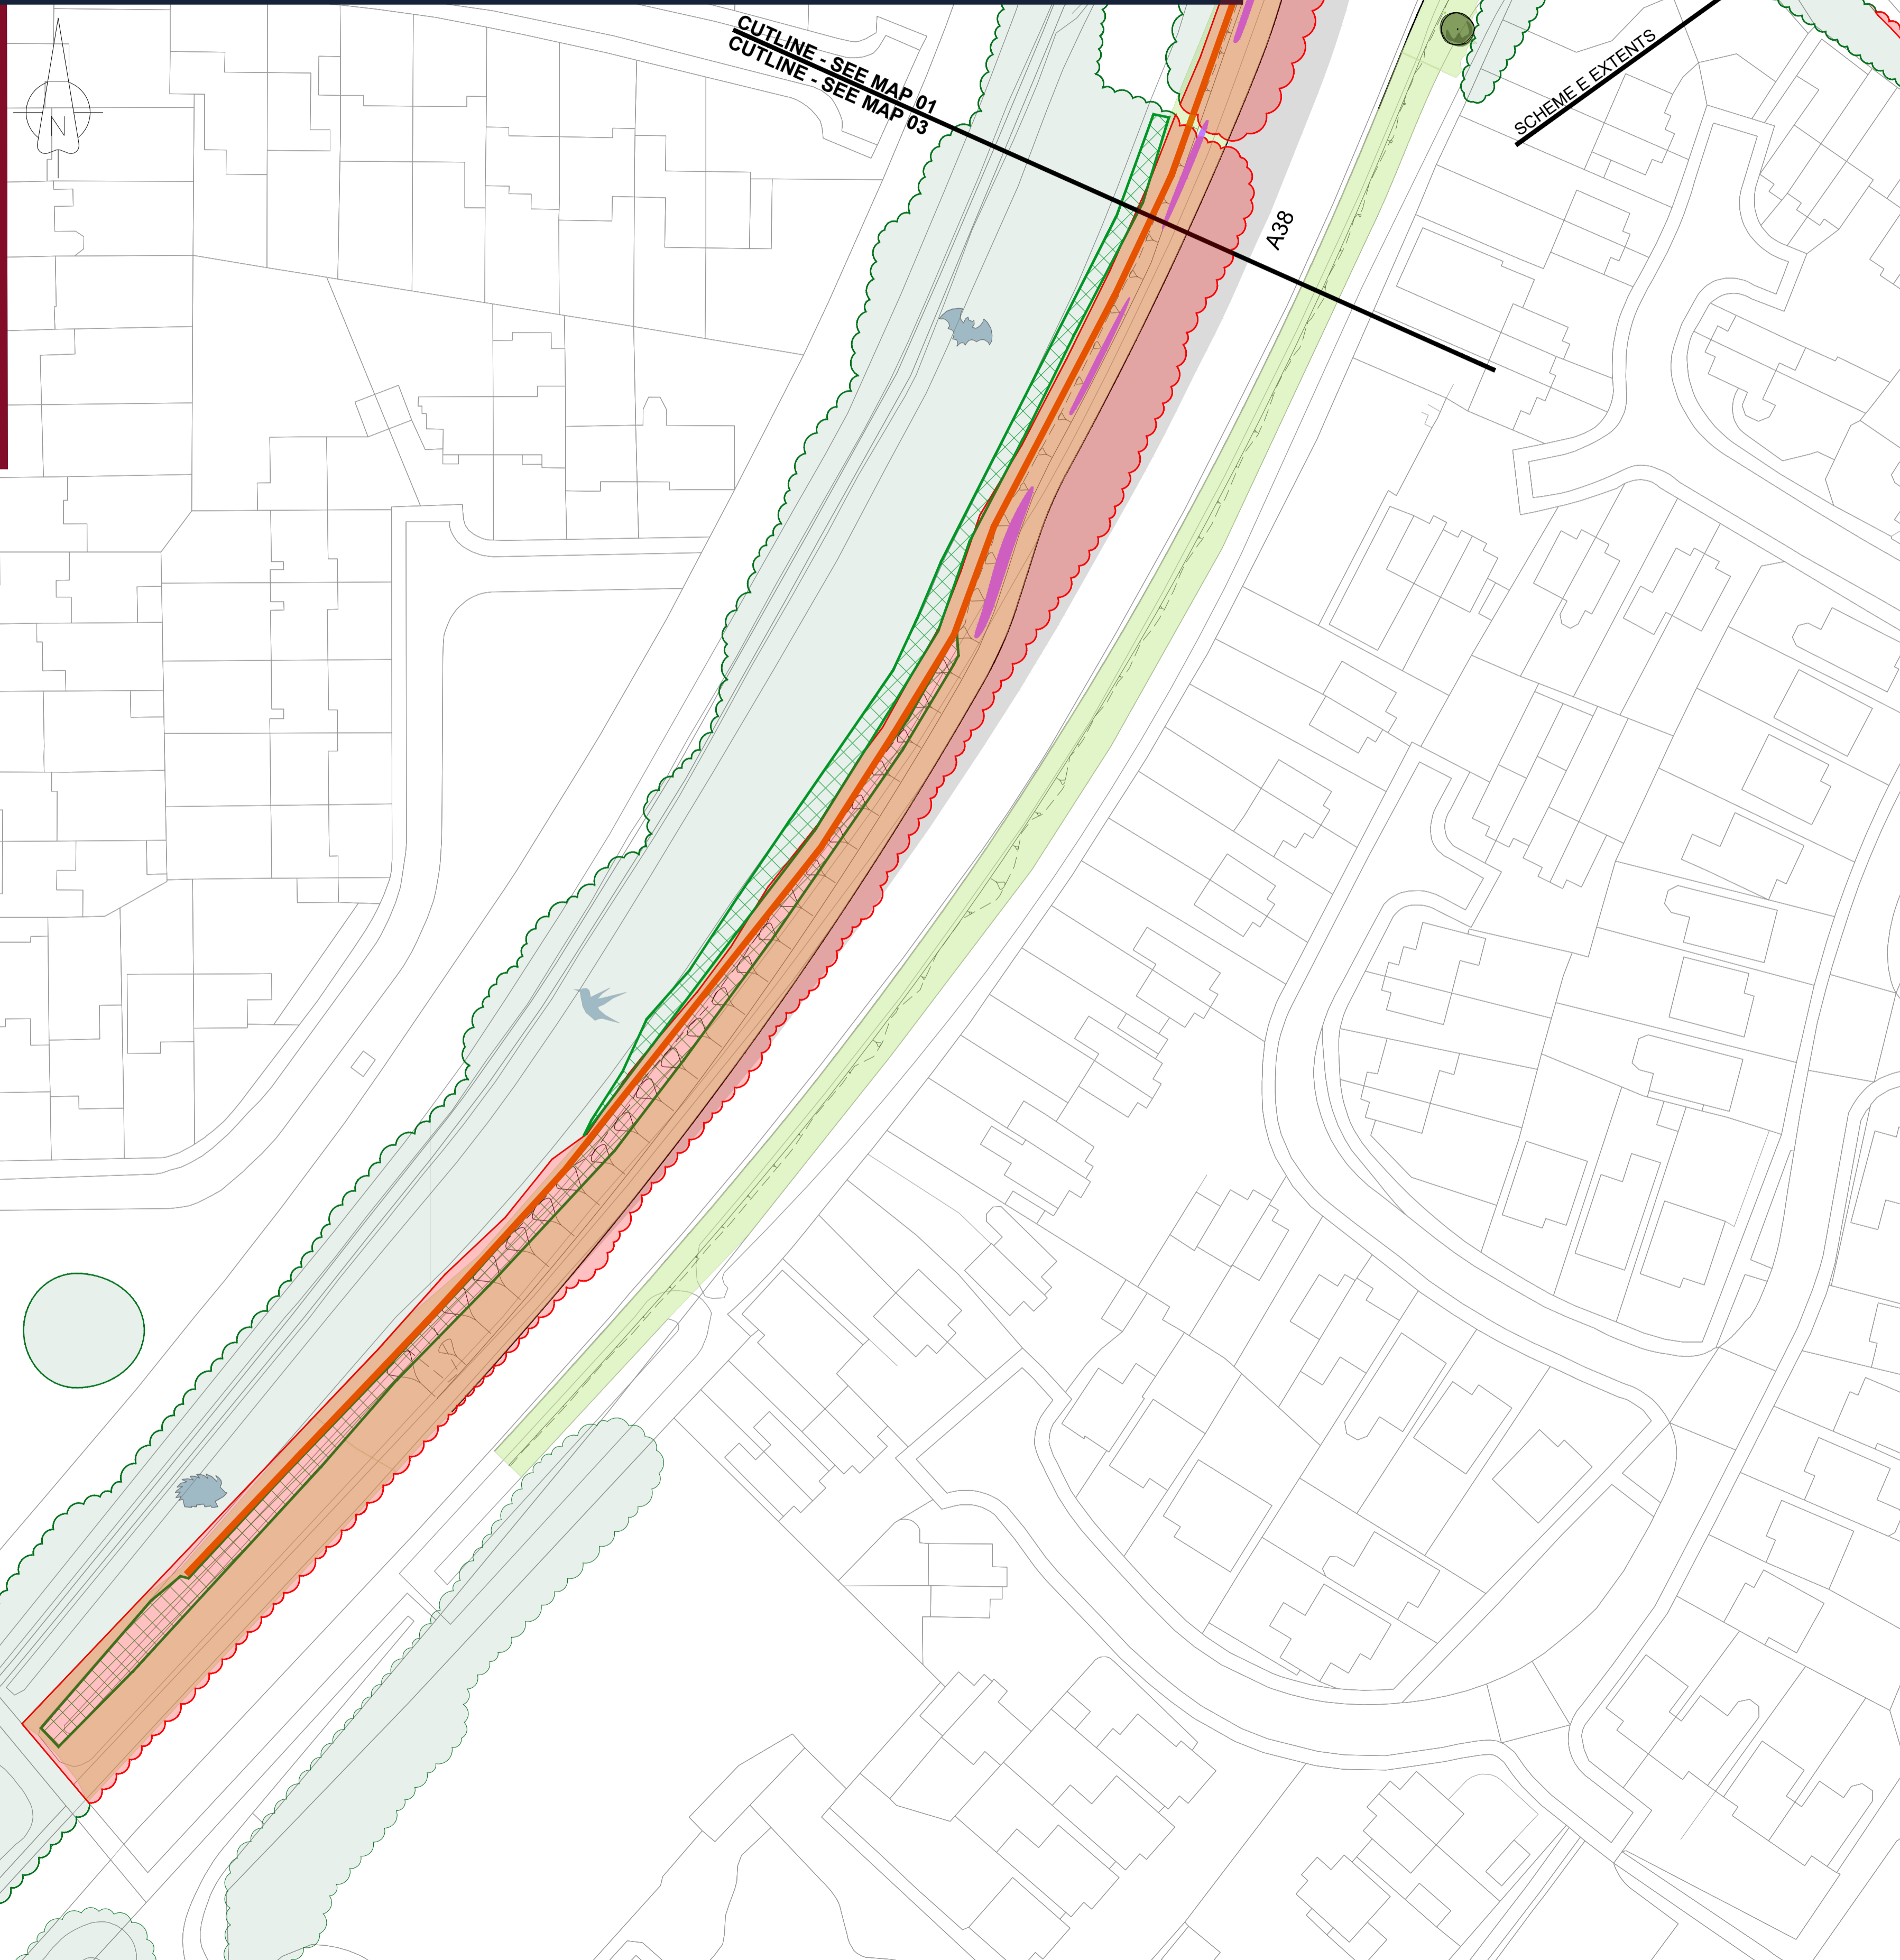 CUTLINE - SEE MAP 01
CUTLINE - SEE MAP 03
SCHEME EXTENTS
N
A38